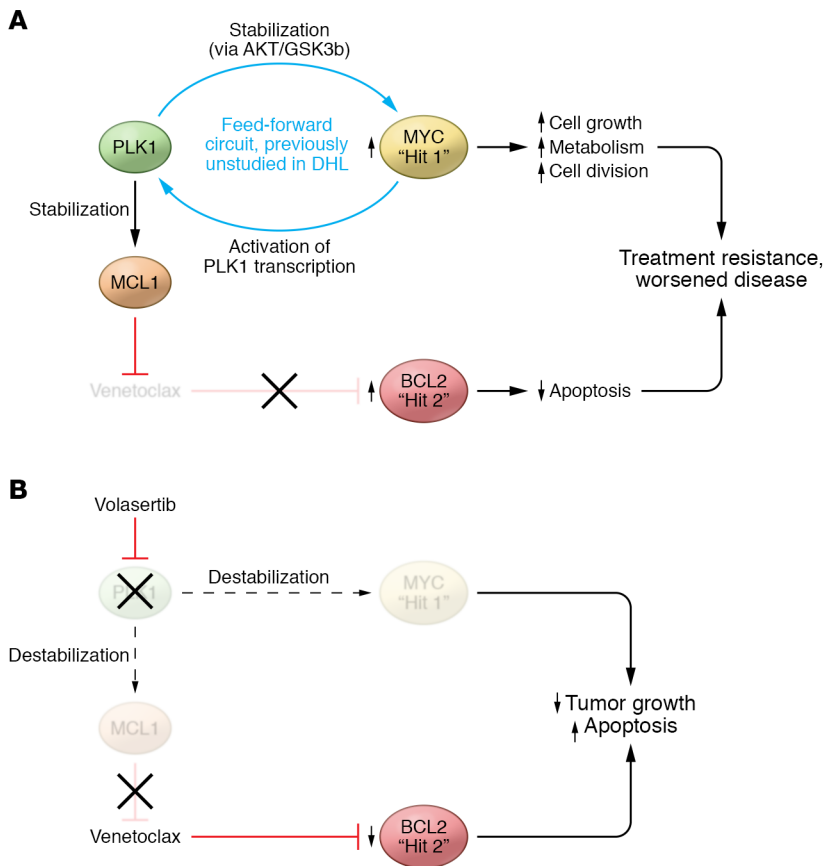 A
Stabilization
(via AKT/GSK3b)
PLK1
Feed-forward
circuit, previously
unstudied in DHL
MYC
“Hit 1”
Cell growth
Metabolism
Cell division
Stabilization
Activation of
PLK1 transcription
MCL1
Treatment resistance,
worsened disease
Venetoclax
BCL2
“Hit 2”
Apoptosis
B
Volasertib
PLK1
Destabilization
MYC
“Hit 1”
Destabilization
MCL1
Tumor growth
Apoptosis
Venetoclax
BCL2
“Hit 2”